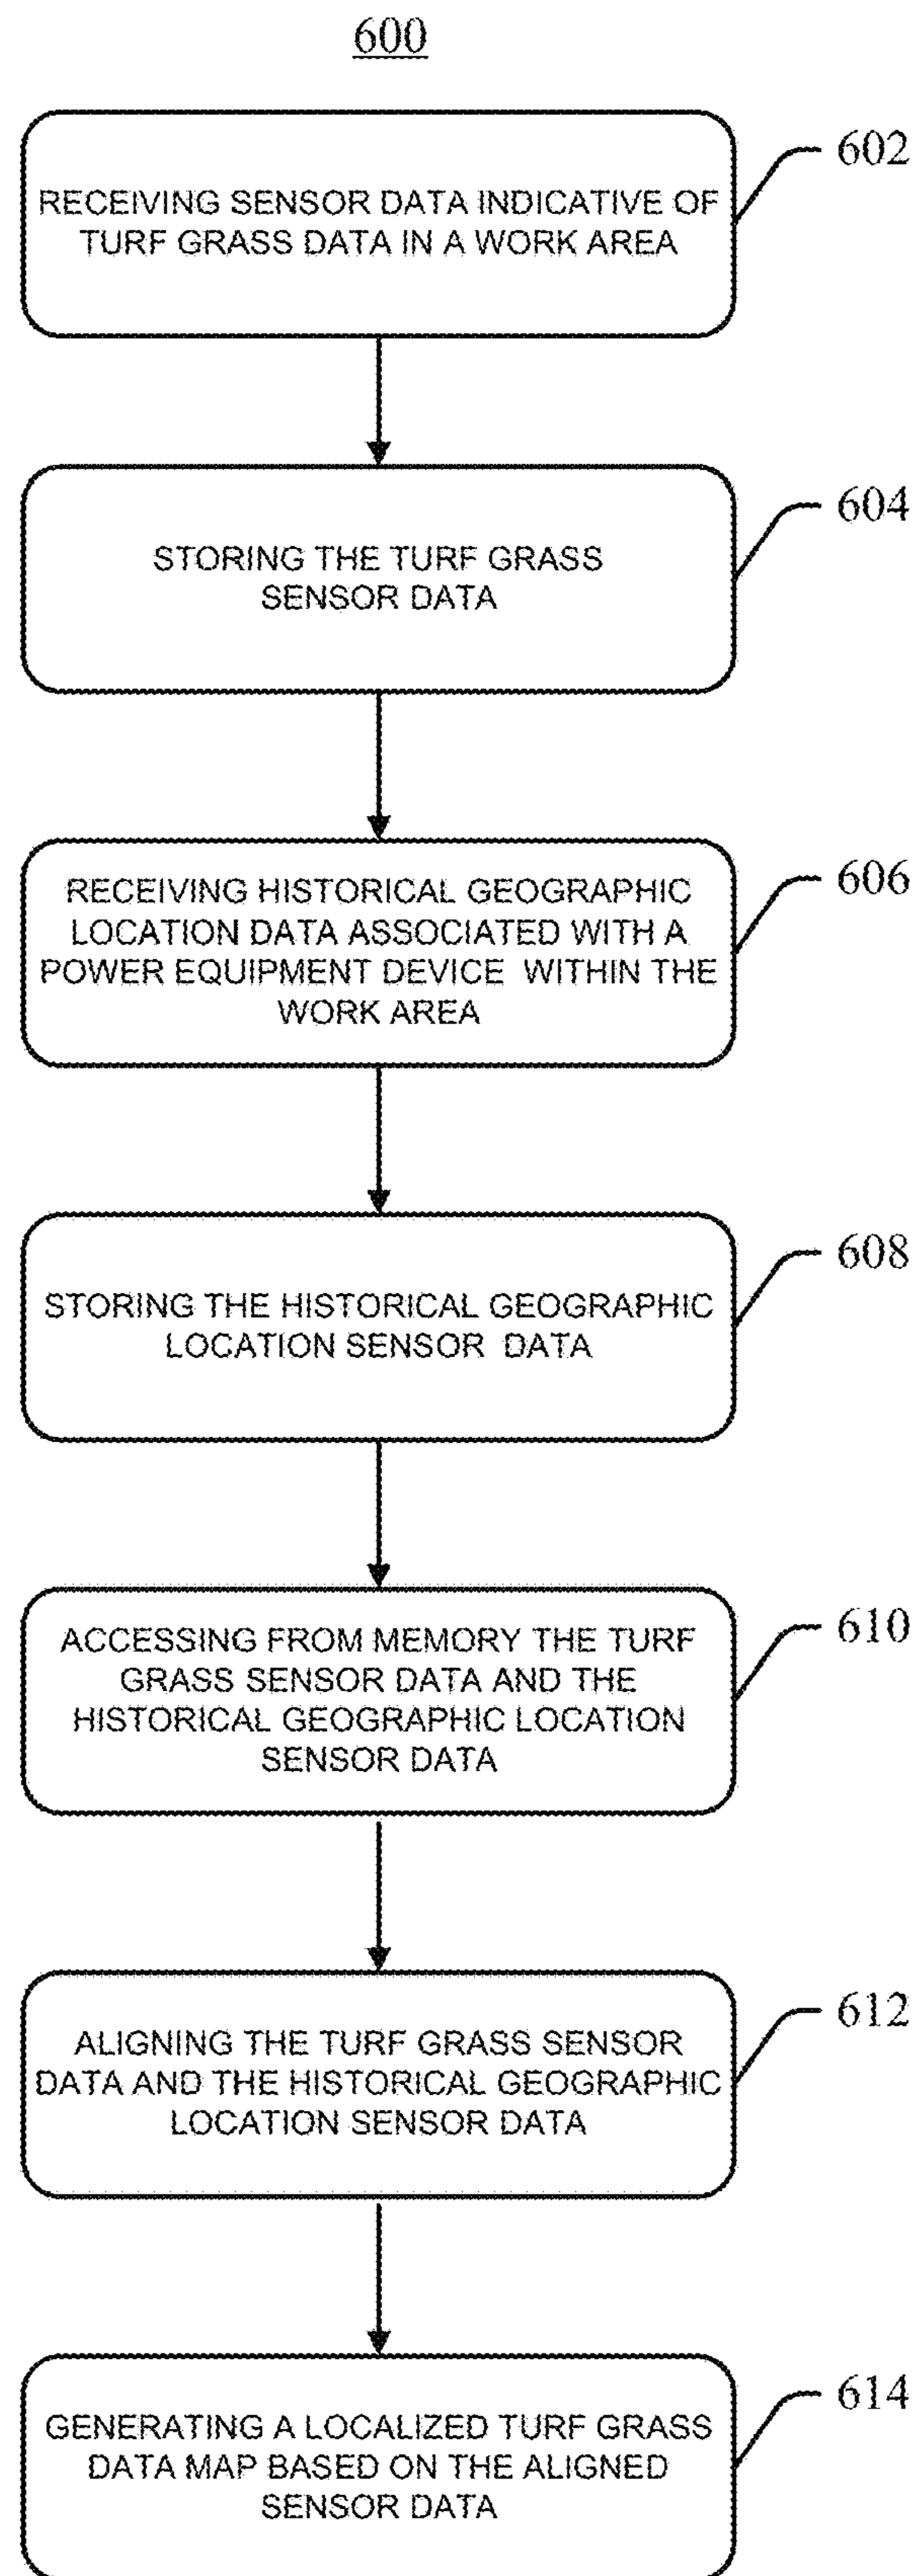 600
RECEIVING SENSOR DATA INDICATIVE OF
TURF GRASS DATA IN A WORK AREA
602
STORING THE TURF GRASS
SENSOR DATA
604
RECEIVING HISTORICAL GEOGRAPHIC
LOCATION DATA ASSOCIATED WITH A
POWER EQUIPMENT DEVICE WITHIN THE
WORK AREA
606
STORING THE HISTORICAL GEOGRAPHIC
LOCATION SENSOR DATA
608
ACCESSING FROM MEMORY THE TURF
GRASS SENSOR DATA AND THE
HISTORICAL GEOGRAPHIC LOCATION
SENSOR DATA
610
ALIGNING THE TURF GRASS SENSOR
DATA AND THE HISTORICAL GEOGRAPHIC
LOCATION SENSOR DATA
612
GENERATING A LOCALIZED TURF GRASS
DATA MAP BASED ON THE ALIGNED
SENSOR DATA
614